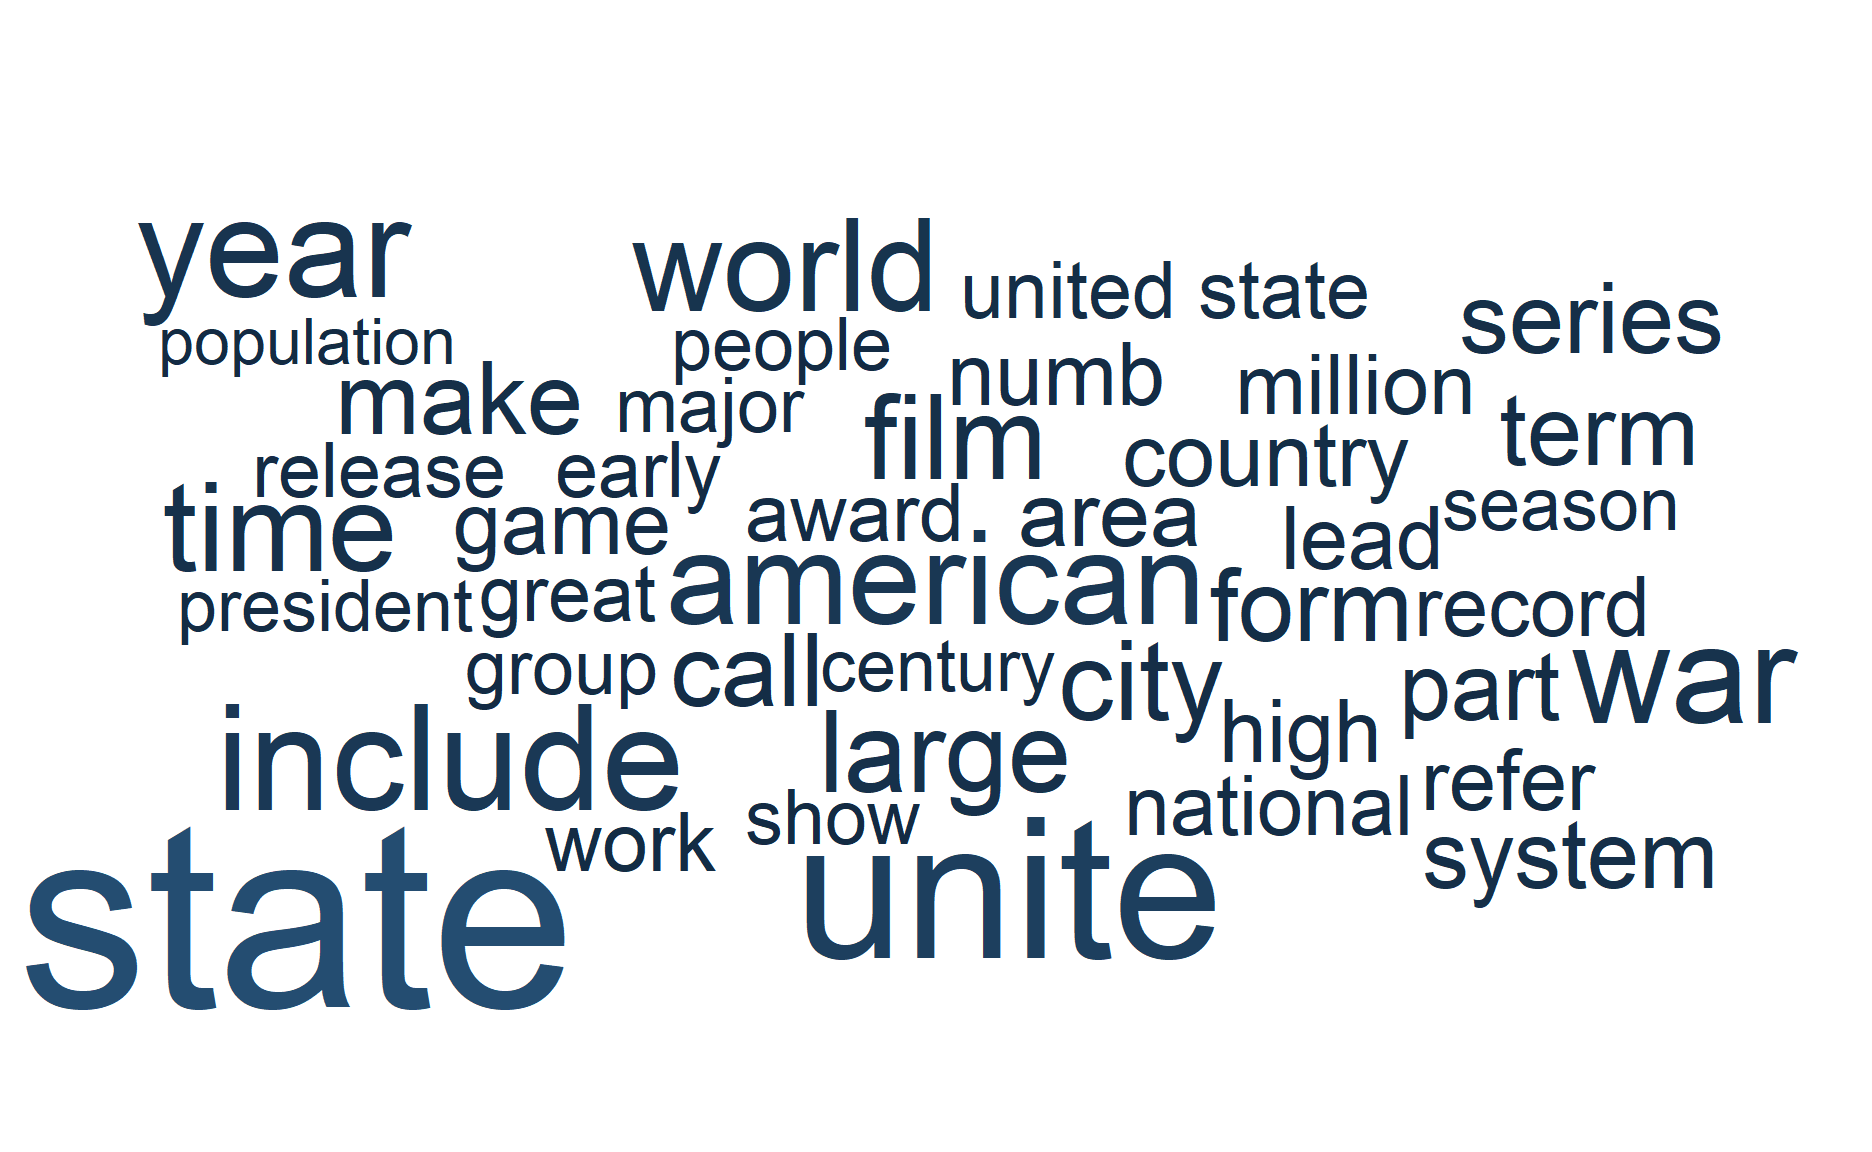 year
world
united state
series
population
people
numb
million
make
major
film
country
term
release
early
time
game
award
area
lead
season
president
great
american
form
record
group
call
century
city
part
war
include
large
high
refer
national
show
work
system
state
unite